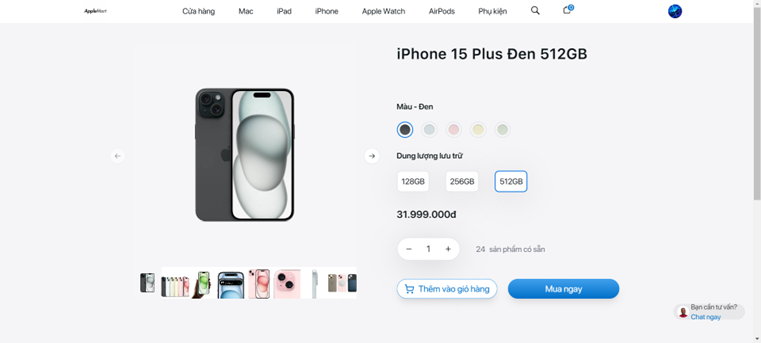 AppleMart
Cửa hàng Mac iPad iPhone Apple Watch AirPods Phụ kiện 0
iPhone 15 Plus Đen 512GB
Màu - Đen
Dung lượng lưu trữ
128GB 256GB 512GB
31.999.000đ
− 1 + 24 sản phẩm có sẵn
Thêm vào giỏ hàng Mua ngay
Bạn cần tư vấn?
Chat ngay